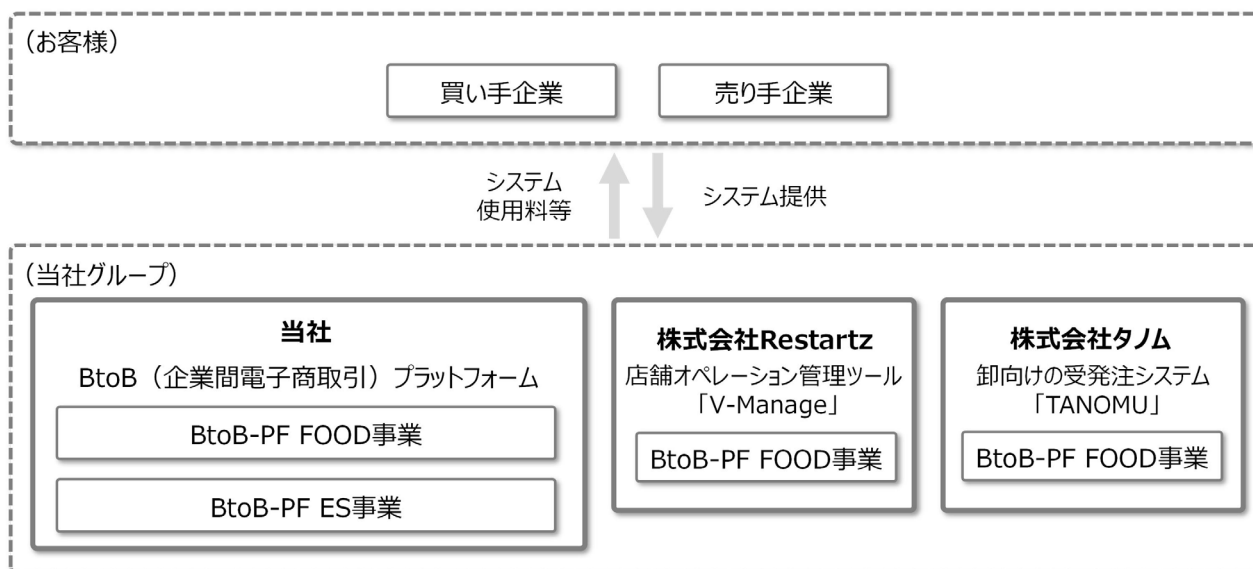 (お客様)
買い手企業
売り手企業
システム
使用料等
システム提供
(当社グループ)
当社
BtoB（企業間電子商取引）プラットフォーム
BtoB-PF FOOD事業
BtoB-PF ES事業
株式会社Restartz
店舗オペレーション管理ツール
「V-Manage」
BtoB-PF FOOD事業
株式会社タノム
卸向けの受発注システム
「TANOMU」
BtoB-PF FOOD事業